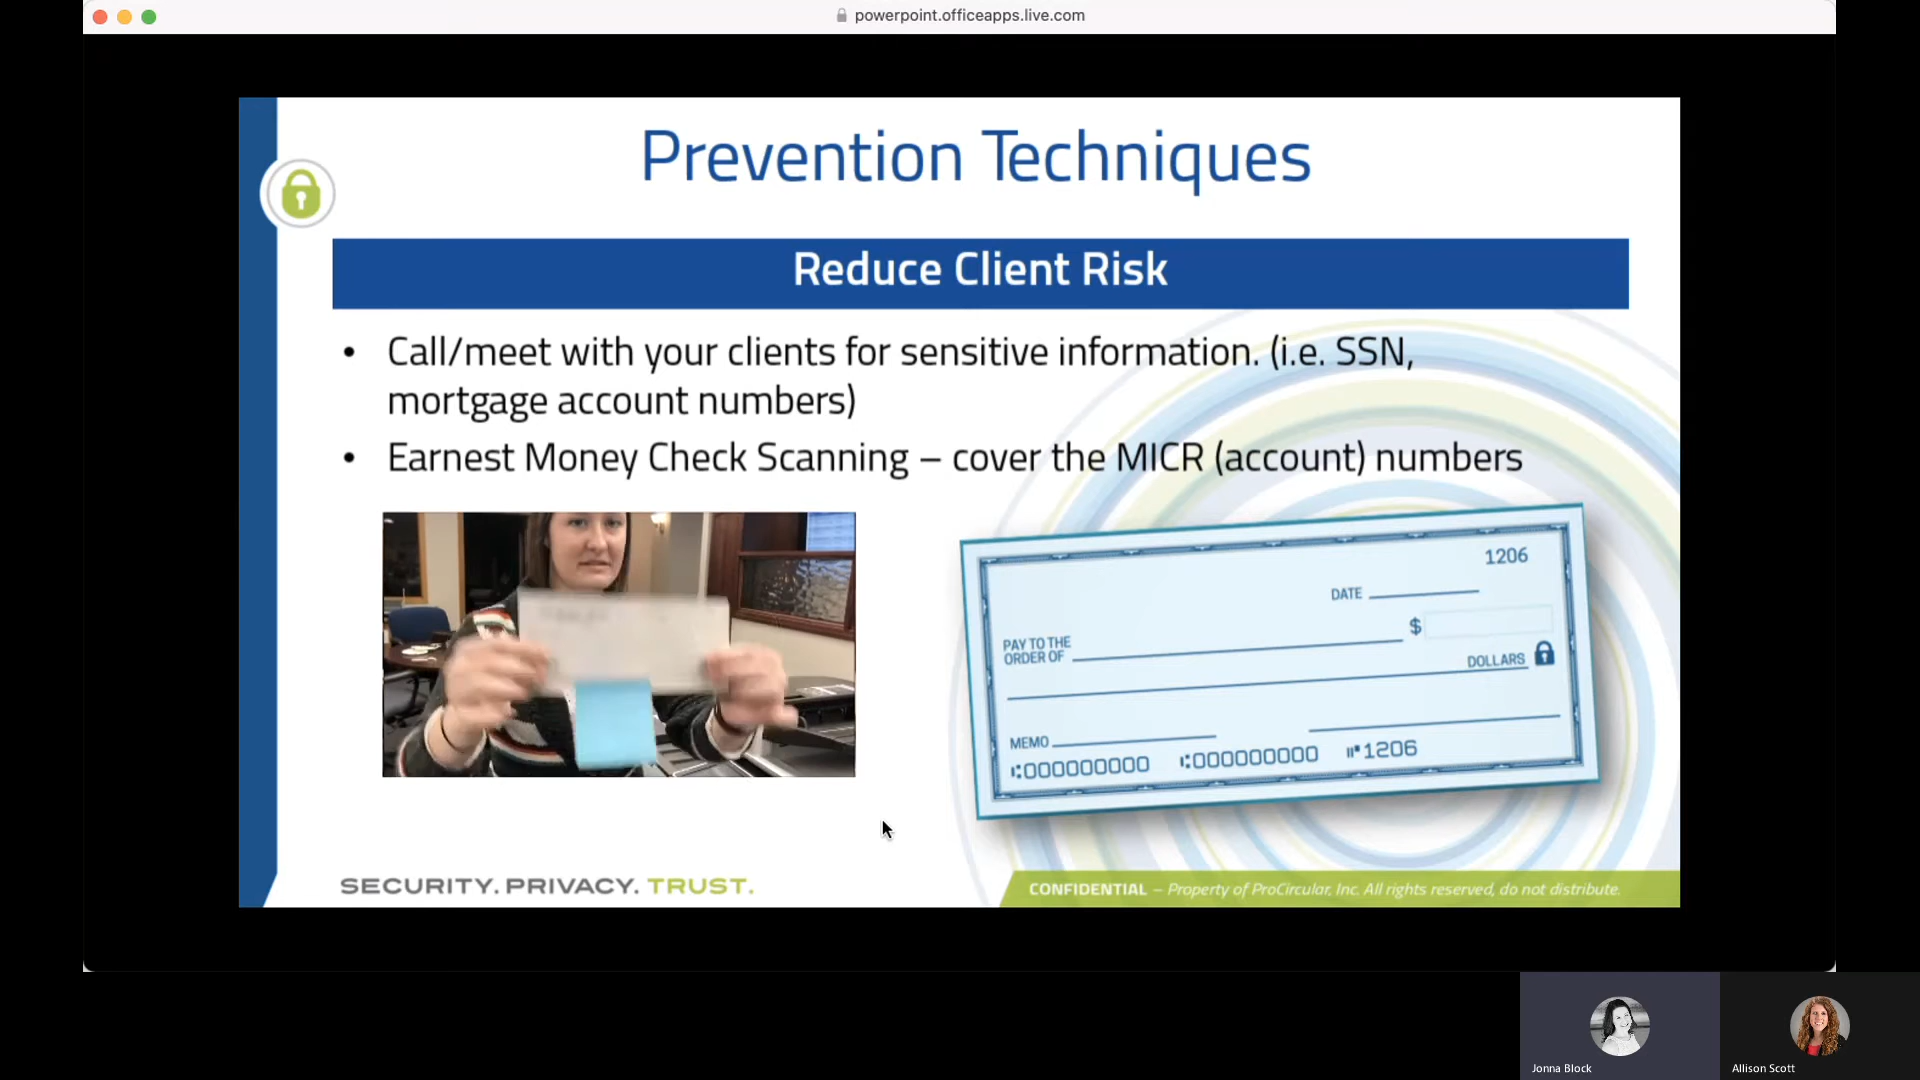 powerpoint.officeapps.live.com
Prevention Techniques
Reduce Client Risk
• Call/meet with your clients for sensitive information. (i.e. SSN,
mortgage account numbers)
• Earnest Money Check Scanning – cover the MICR (account) numbers
1206
DATE
PAY TO THE
ORDER OF
$
DOLLARS
MEMO
⑆000000000 ⑆000000000 ⑈1206
SECURITY. PRIVACY. TRUST.
CONFIDENTIAL – Property of ProCircular, Inc. All rights reserved, do not distribute.
Jonna Block
Allison Scott